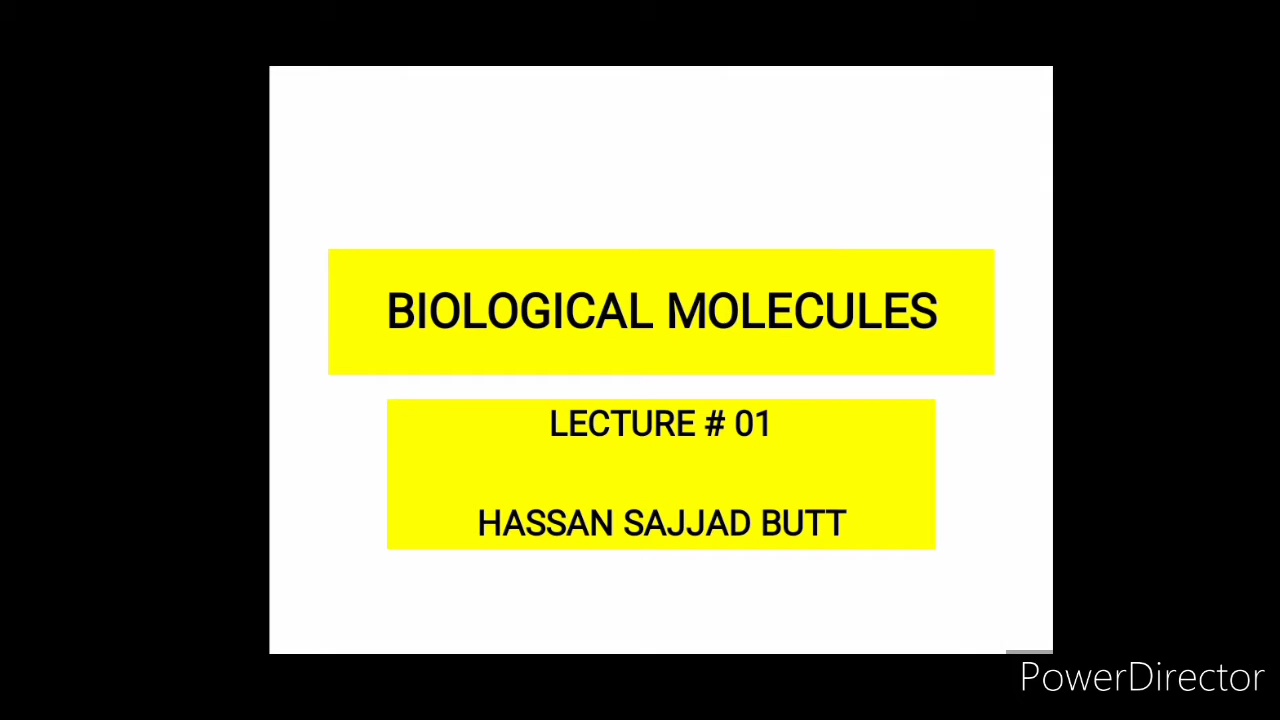 BIOLOGICAL MOLECULES
LECTURE # 01
HASSAN SAJJAD BUTT
PowerDirector